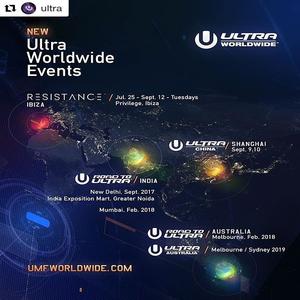 ultra
NEW
Ultra
Worldwide
Events
ULTRA
WORLDWIDE
RESISTANCE
IBIZA
Jul. 25 - Sept. 12 - Tuesdays
Privilege, Ibiza
ULTRA
CHINA
SHANGHAI
Sept. 9,10
ROAD TO
ULTRA
INDIA
New Delhi, Sept. 2017
India Exposition Mart, Greater Noida
Mumbai, Feb. 2018
ROAD TO
ULTRA
AUSTRALIA
Melbourne, Feb. 2018
ULTRA
AUSTRALIA
Melbourne / Sydney 2019
UMFWORLDWIDE.COM